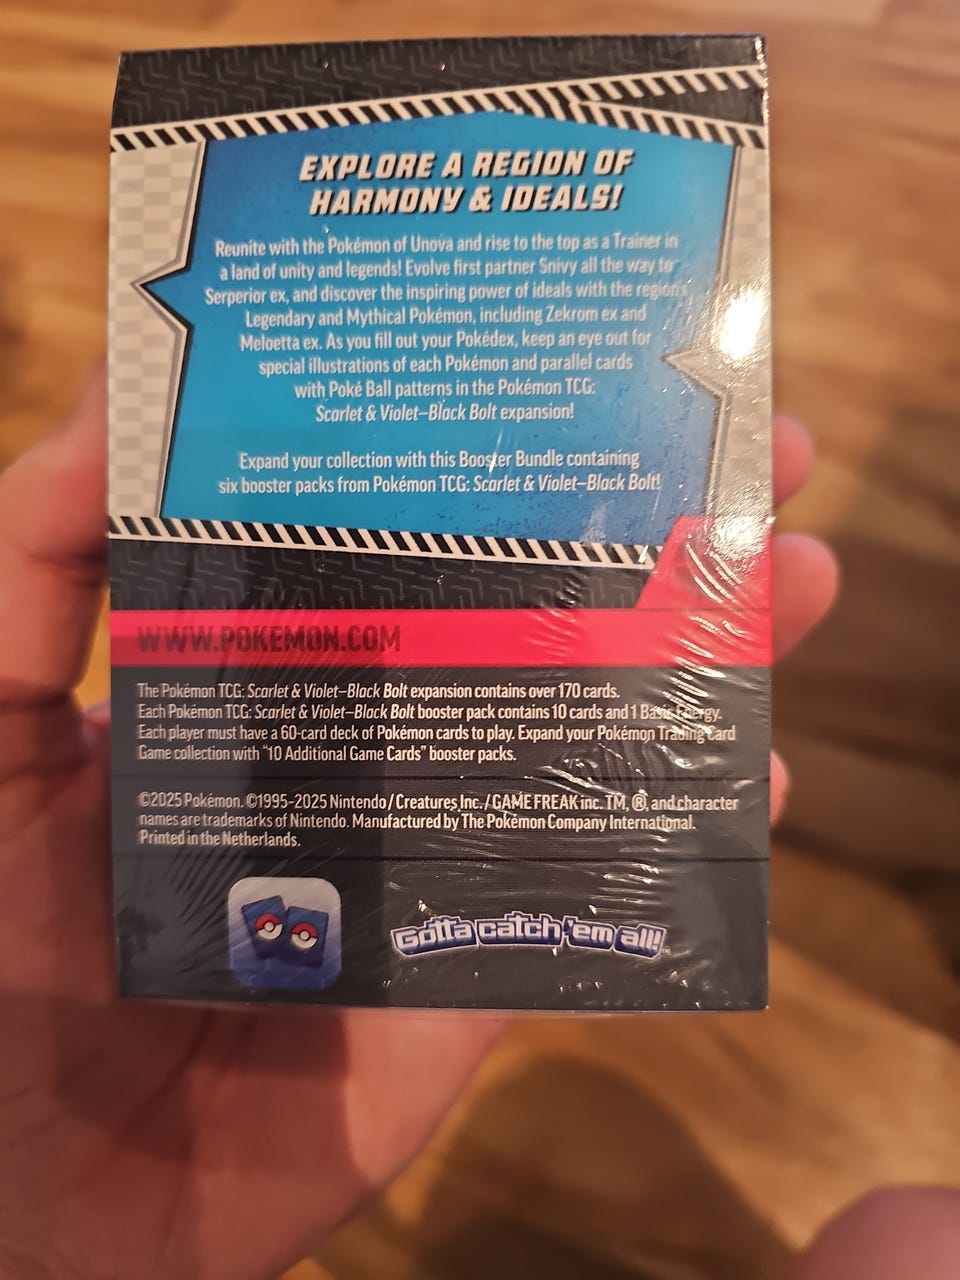 EXPLORE A REGION OF
HARMONY & IDEALS!
Reunite with the Pokémon of Unova and rise to the top as a Trainer in
a land of unity and legends! Evolve first partner Snivy all the way to
Serperior ex, and discover the inspiring power of ideals with the region's
Legendary and Mythical Pokémon, including Zekrom ex and
Meloetta ex. As you fill out your Pokédex, keep an eye out for
special illustrations of each Pokémon and parallel cards
with Poké Ball patterns in the Pokémon TCG:
Scarlet & Violet—Black Bolt expansion!
Expand your collection with this Booster Bundle containing
six booster packs from Pokémon TCG: Scarlet & Violet—Black Bolt!
WWW.POKEMON.COM
The Pokémon TCG: Scarlet & Violet—Black Bolt expansion contains over 170 cards.
Each Pokémon TCG: Scarlet & Violet—Black Bolt booster pack contains 10 cards and 1 Basic Energy.
Each player must have a 60-card deck of Pokémon cards to play. Expand your Pokémon Trading Card
Game collection with "10 Additional Game Cards" booster packs.
©2025 Pokémon. ©1995–2025 Nintendo / Creatures Inc. / GAME FREAK inc. TM, ®, and character
names are trademarks of Nintendo. Manufactured by The Pokémon Company International.
Printed in the Netherlands.
Gotta catch 'em all!™